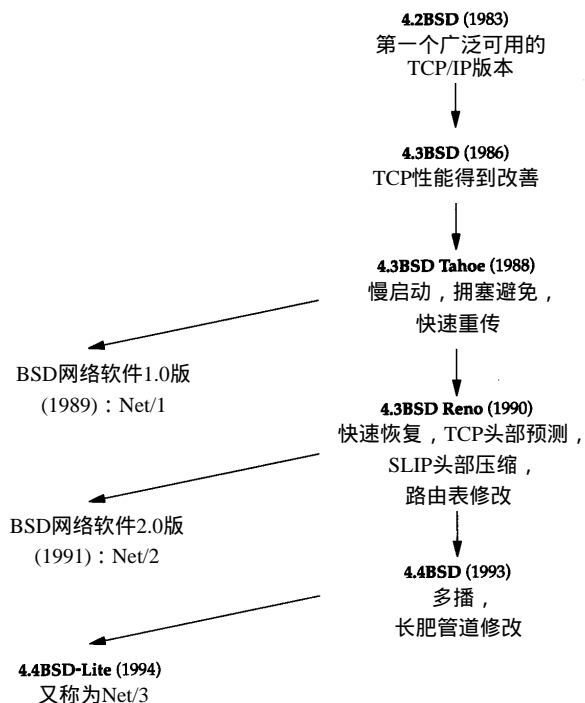 4.2BSD (1983)
第一个广泛可用的
TCP/IP版本
4.3BSD (1986)
TCP性能得到改善
4.3BSD Tahoe (1988)
慢启动，拥塞避免，
快速重传
BSD网络软件1.0版
(1989)：Net/1
4.3BSD Reno (1990)
快速恢复，TCP头部预测，
SLIP头部压缩，
路由表修改
BSD网络软件2.0版
(1991)：Net/2
4.4BSD (1993)
多播，
长肥管道修改
4.4BSD-Lite (1994)
又称为Net/3